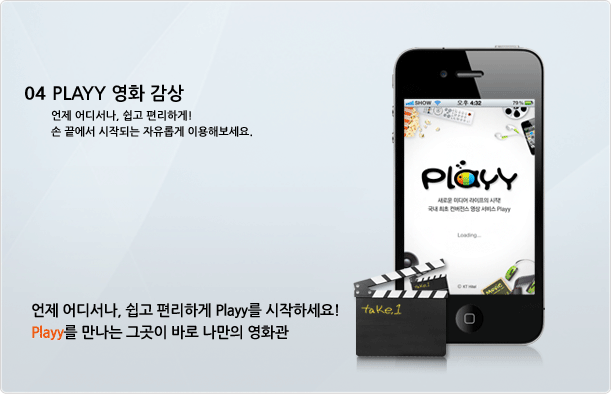 04 PLAYY 영화 감상
언제 어디서나, 쉽고 편리하게!
손 끝에서 시작되는 자유롭게 이용해보세요.
SHOW 오후 4:32 79%
Playy
새로운 미디어 라이프의 시작!
국내 최초 컨버전스 영상 서비스 Playy
Loading...
take.1
언제 어디서나, 쉽고 편리하게 Playy를 시작하세요!
Playy를 만나는 그곳이 바로 나만의 영화관